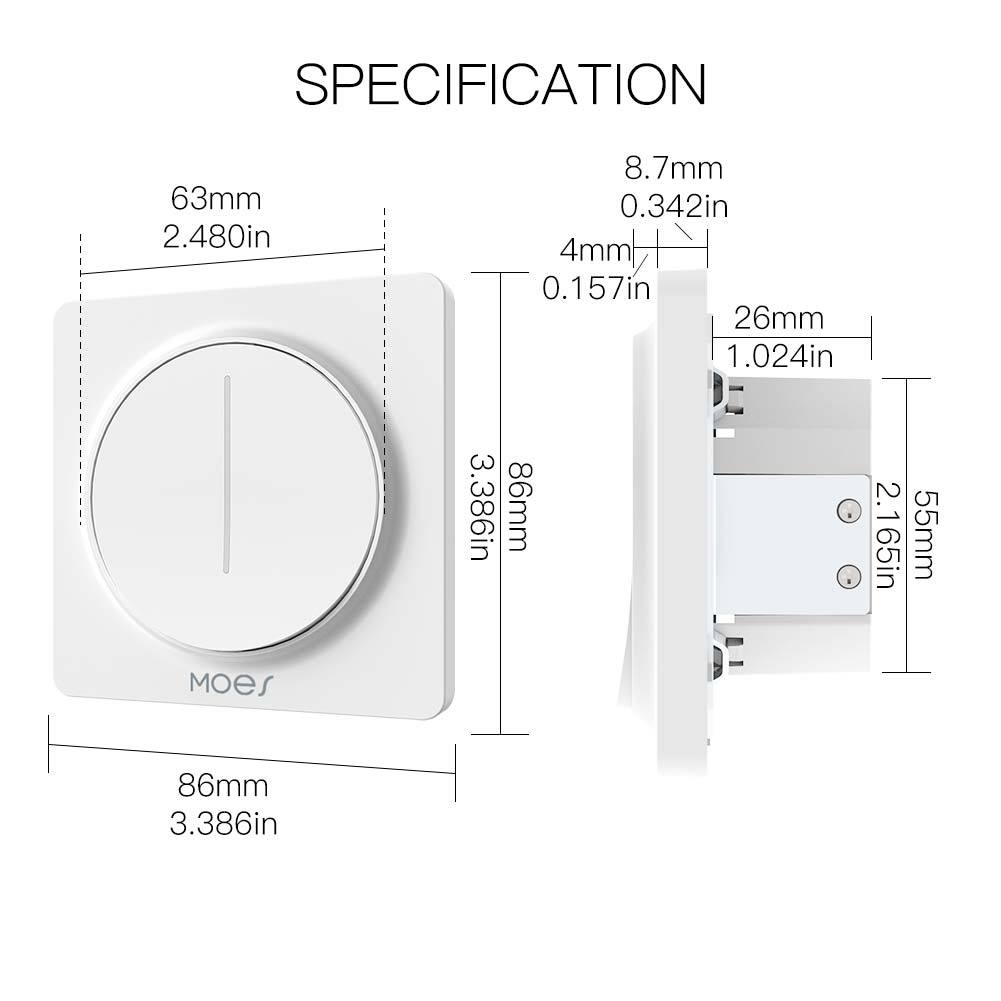 SPECIFICATION
63mm
2.480in
8.7mm
0.342in
4mm
0.157in
26mm
1.024in
86mm
3.386in
55mm
2.165in
MOES
86mm
3.386in